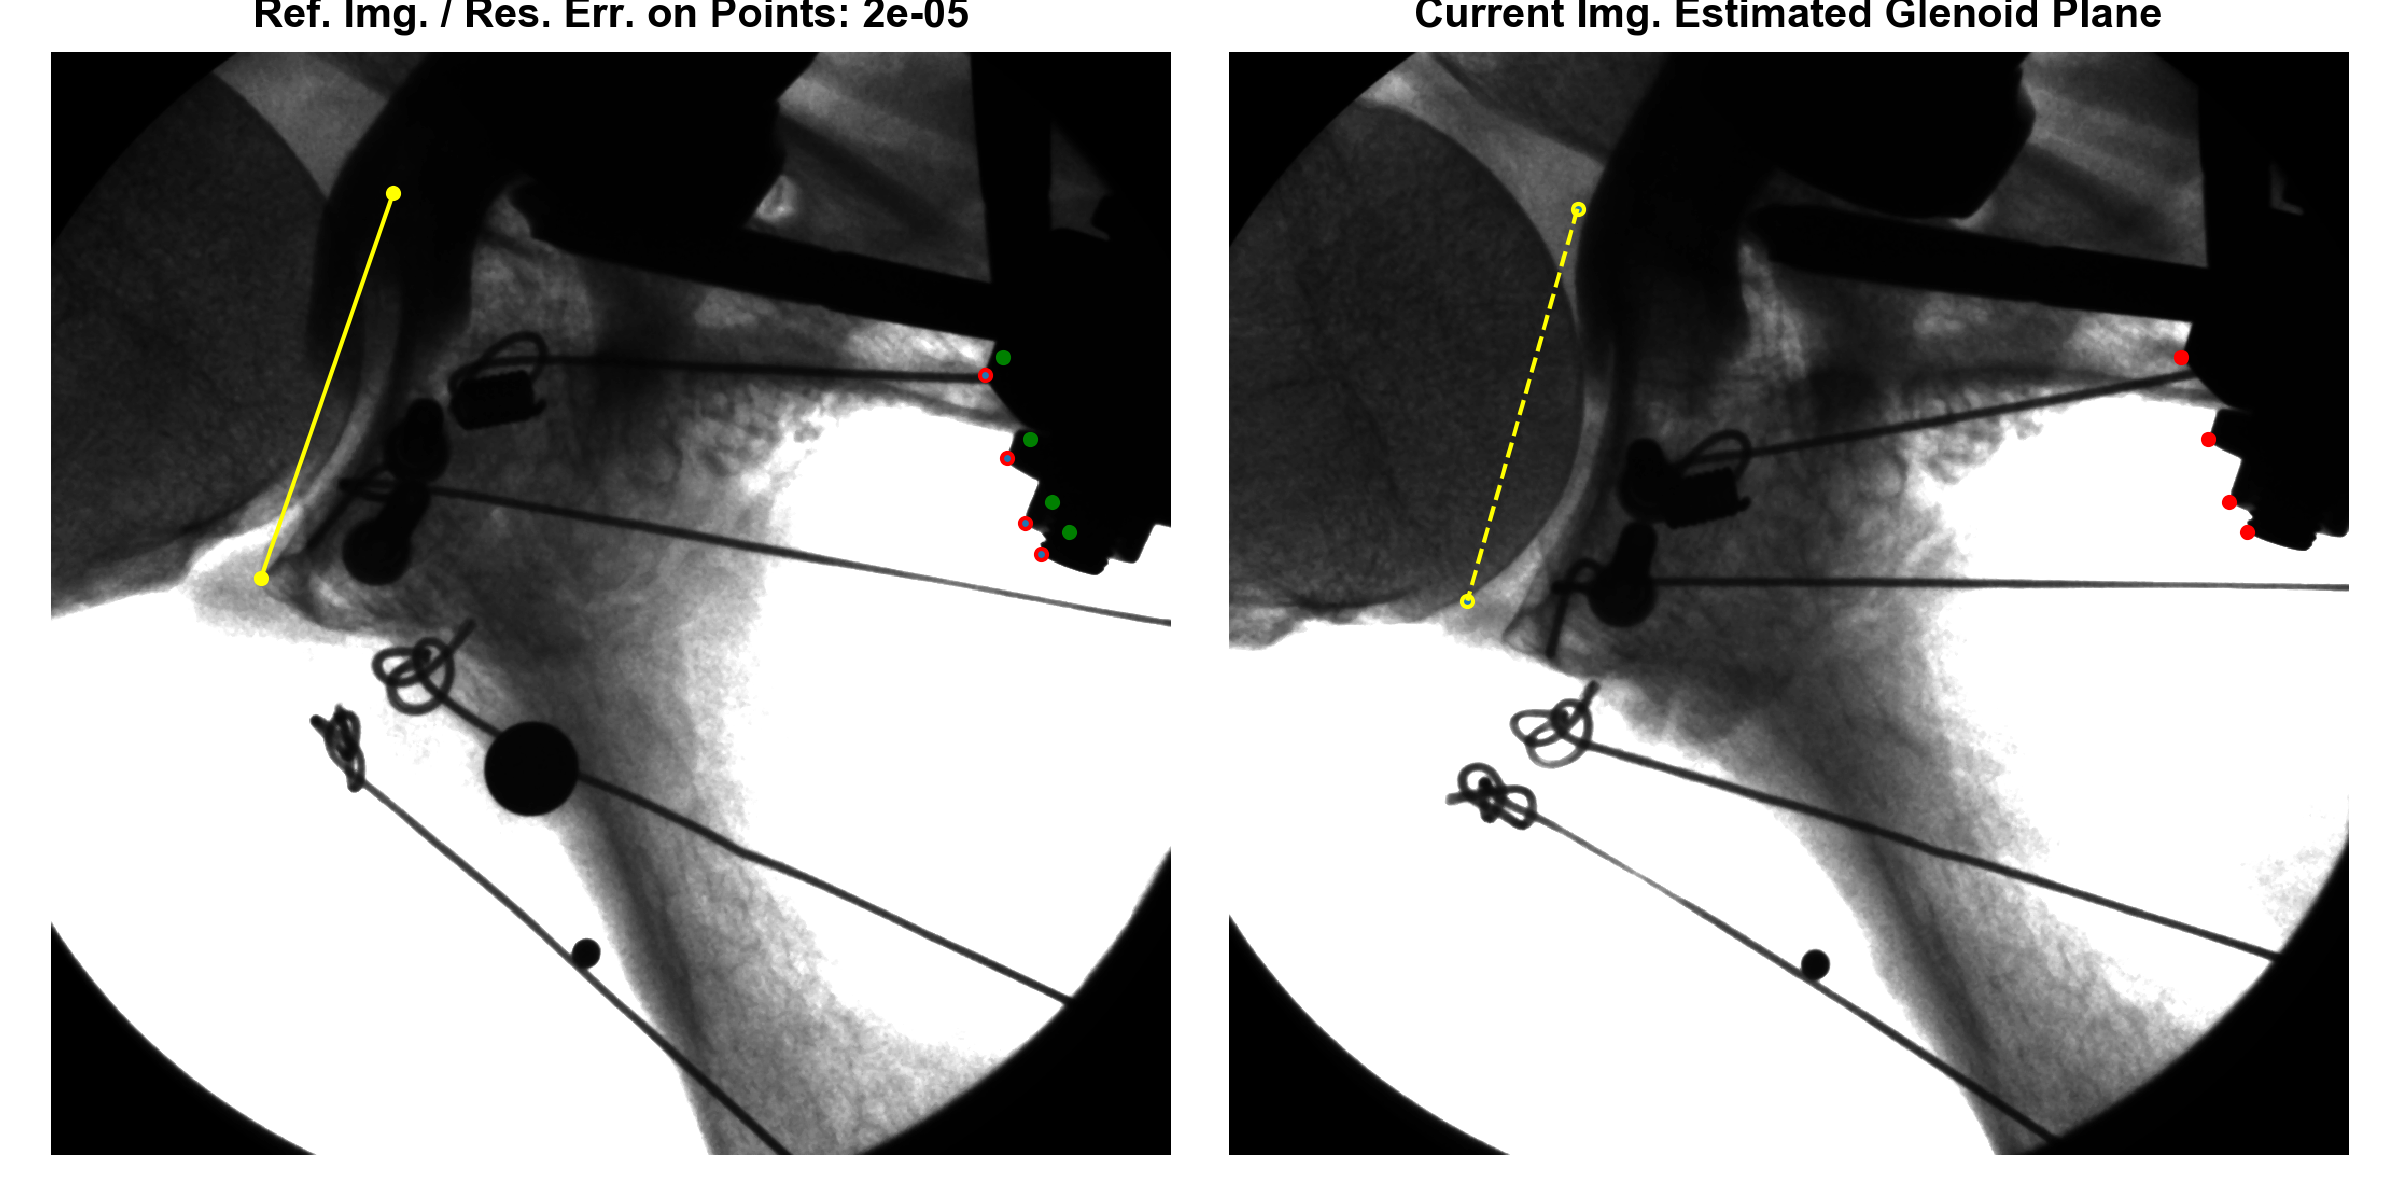 Ref. Img. / Res. Err. on Points: 2e-05
Current Img. Estimated Glenoid Plane